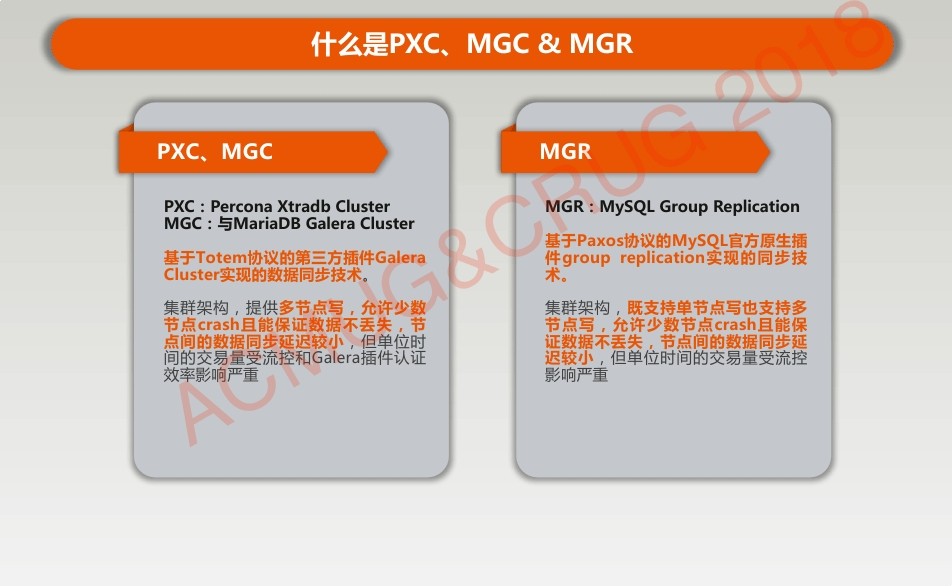 什么是PXC、MGC & MGR
PXC、MGC
PXC：Percona Xtradb Cluster
MGC：与MariaDB Galera Cluster
基于Totem协议的第三方插件Galera
Cluster实现的数据同步技术。
集群架构，提供多节点写，允许少数
节点crash且能保证数据不丢失，节
点间的数据同步延迟较小，但单位时
间的交易量受流控和Galera插件认证
效率影响严重
MGR
MGR：MySQL Group Replication
基于Paxos协议的MySQL官方原生插
件group replication实现的同步技
术。
集群架构，既支持单节点写也支持多
节点写，允许少数节点crash且能保
证数据不丢失，节点间的数据同步延
迟较小，但单位时间的交易量受流控
影响严重
ACMUG&CRUG 2018